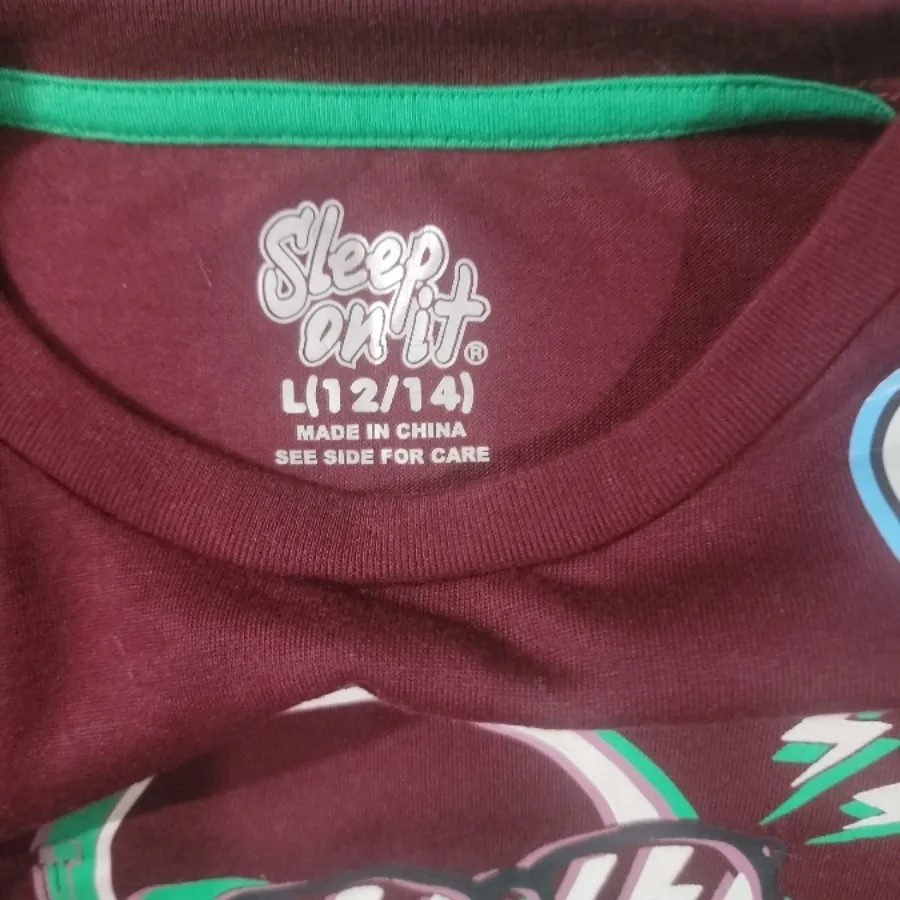 Sleep
on it®
L(12/14)
MADE IN CHINA
SEE SIDE FOR CARE